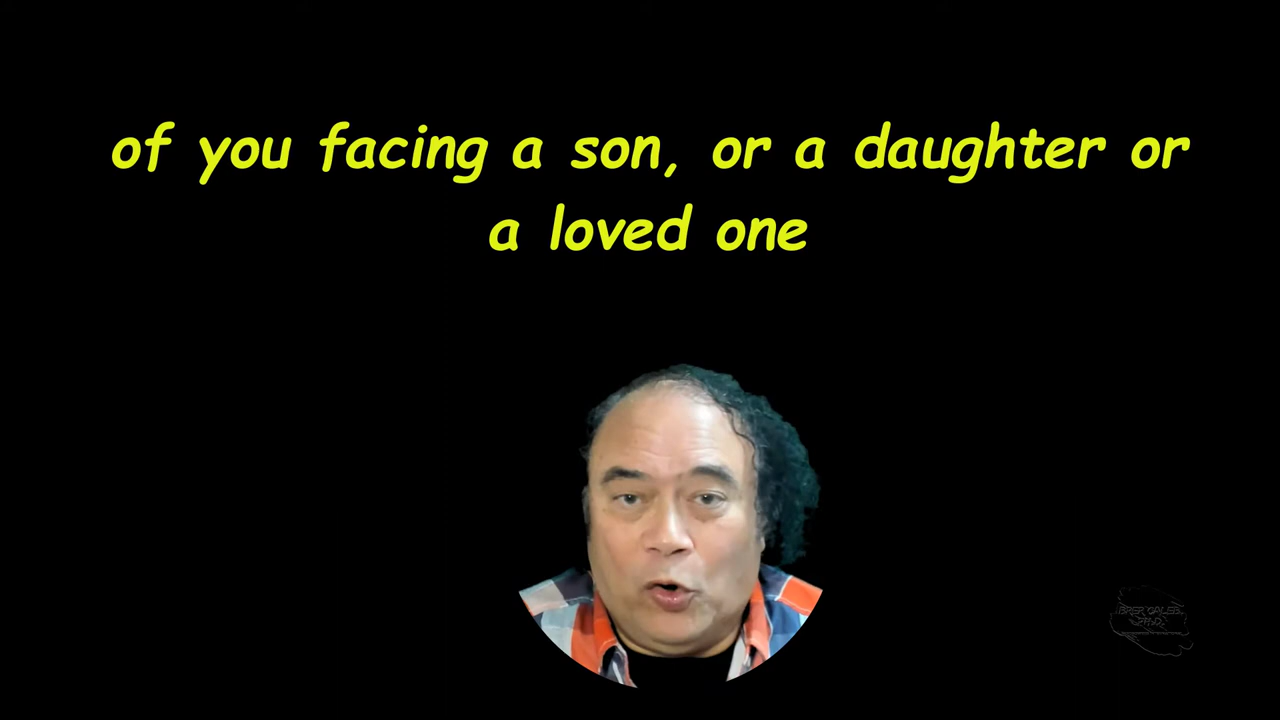 of you facing a son, or a daughter or
a loved one